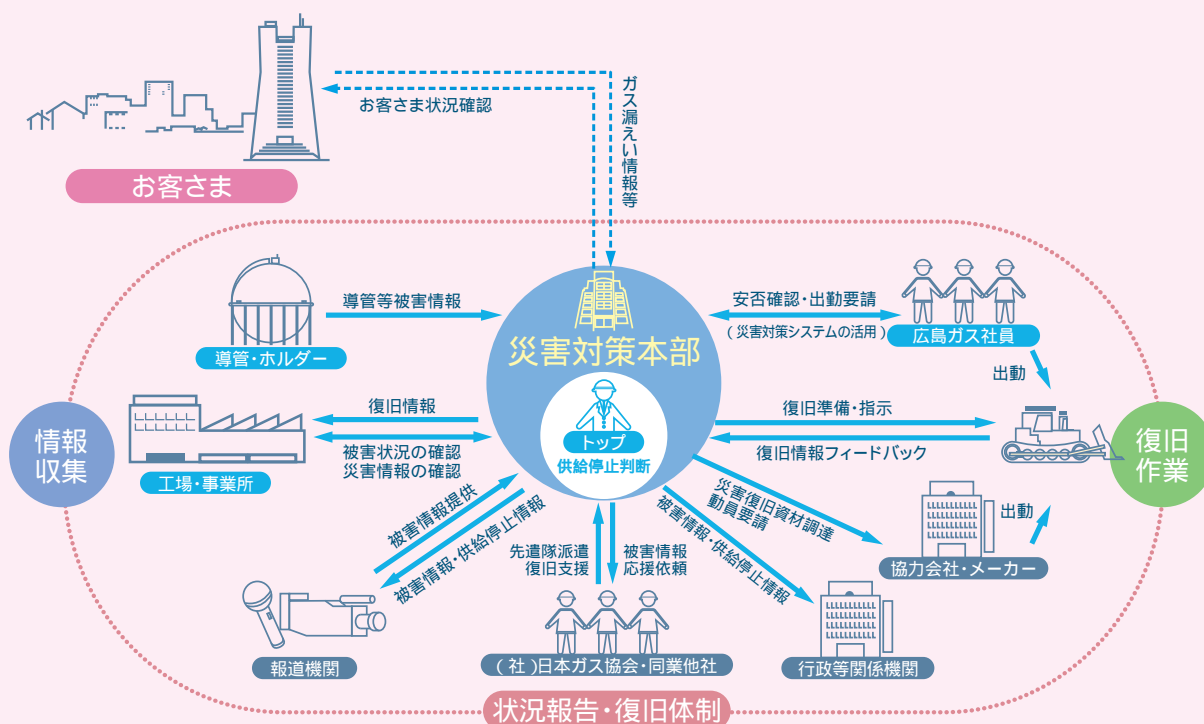 お客さま状況確認
ガス漏えい情報等
お客さま
導管等被害情報
導管・ホルダー
災害対策本部
トップ
供給停止判断
安否確認・出勤要請
(災害対策システムの活用)
広島ガス社員
出動
情報
収集
復旧情報
被害状況の確認
災害情報の確認
工場・事業所
復旧準備・指示
復旧情報フィードバック
復旧
作業
被害情報提供
被害情報・供給停止情報
先遣隊派遣
復旧支援
被害情報
応援依頼
被害情報・供給停止情報
災害復旧資材調達
動員要請
出動
協力会社・メーカー
報道機関
(社)日本ガス協会・同業他社
行政等関係機関
状況報告・復旧体制